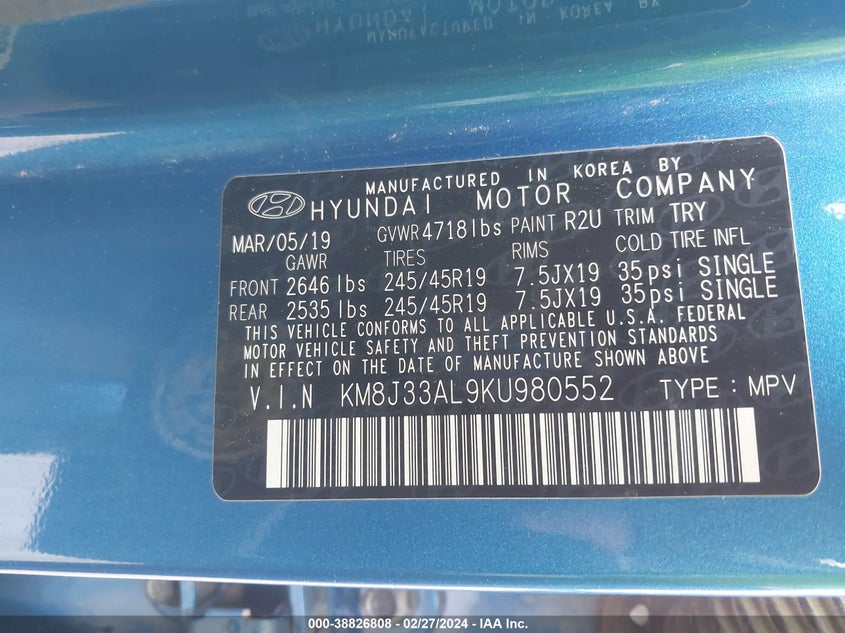 MANUFACTURED IN KOREA BY
HYUNDAI MOTOR COMPANY
MAR/05/19 GVWR 4718lbs PAINT R2U TRIM TRY
GAWR TIRES RIMS COLD TIRE INFL
FRONT 2646 lbs 245/45R19 7.5JX19 35psi SINGLE
REAR 2535 lbs 245/45R19 7.5JX19 35psi SINGLE
THIS VEHICLE CONFORMS TO ALL APPLICABLE U.S.A. FEDERAL
MOTOR VEHICLE SAFETY AND THEFT PREVENTION STANDARDS
IN EFFECT ON THE DATE OF MANUFACTURE SHOWN ABOVE
V.I.N KM8J33AL9KU980552 TYPE : MPV
000-38826808 - 02/27/2024 - IAA Inc.